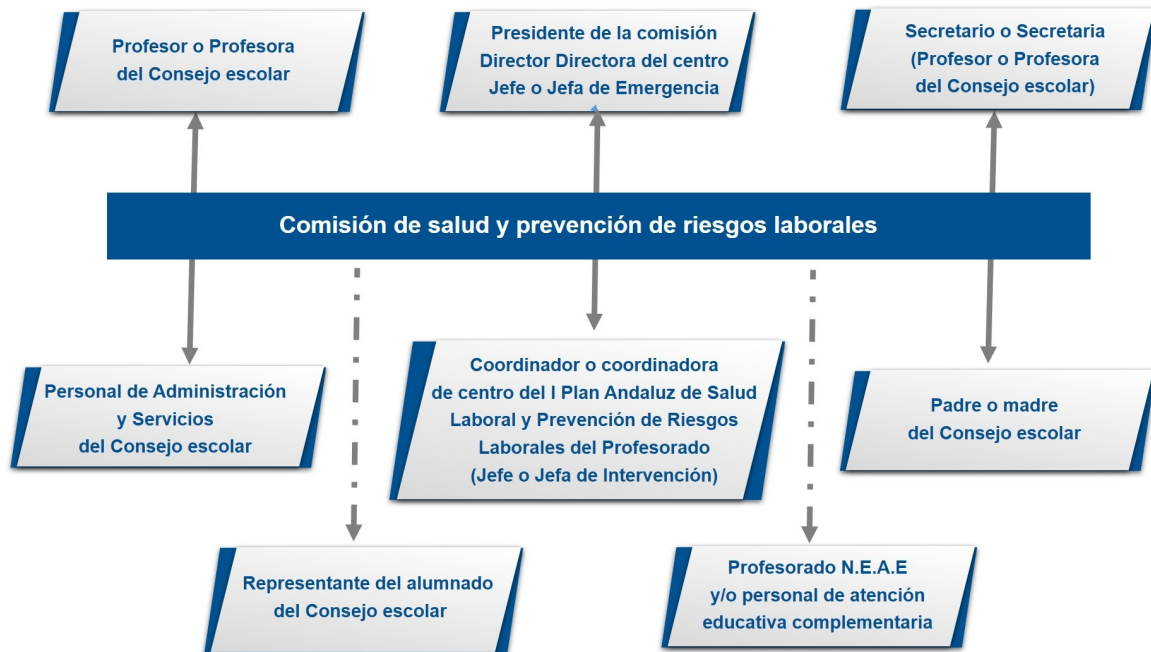 Profesor o Profesora
del Consejo escolar
Presidente de la comisión
Director Directora del centro
Jefe o Jefa de Emergencia
Secretario o Secretaria
(Profesor o Profesora
del Consejo escolar)
Comisión de salud y prevención de riesgos laborales
Personal de Administración
y Servicios
del Consejo escolar
Coordinador o coordinadora
de centro del I Plan Andaluz de Salud
Laboral y Prevención de Riesgos
Laborales del Profesorado
(Jefe o Jefa de Intervención)
Padre o madre
del Consejo escolar
Representante del alumnado
del Consejo escolar
Profesorado N.E.A.E
y/o personal de atención
educativa complementaria